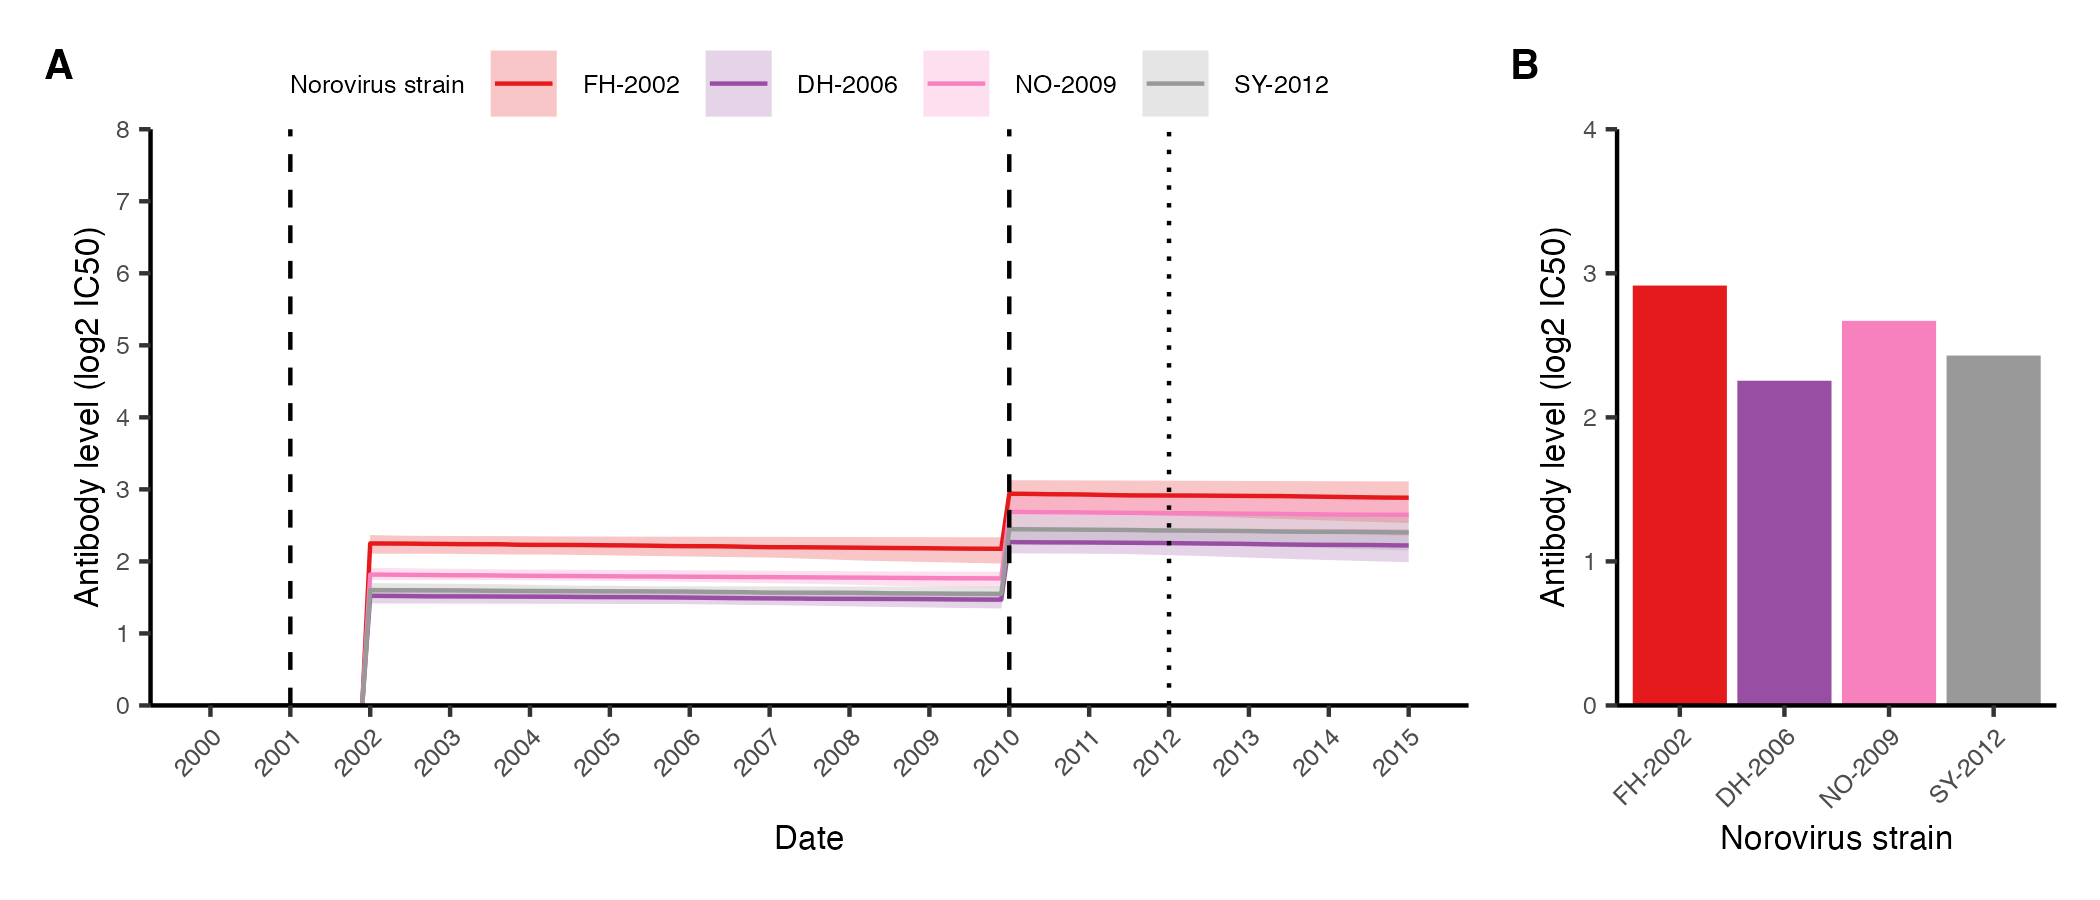 A
Norovirus strain FH-2002 DH-2006 NO-2009 SY-2012
Antibody level (log2 IC50)
8
7
6
5
4
3
2
1
0
2000 2001 2002 2003 2004 2005 2006 2007 2008 2009 2010 2011 2012 2013 2014 2015
Date
B
Antibody level (log2 IC50)
4
3
2
1
0
FH-2002 DH-2006 NO-2009 SY-2012
Norovirus strain